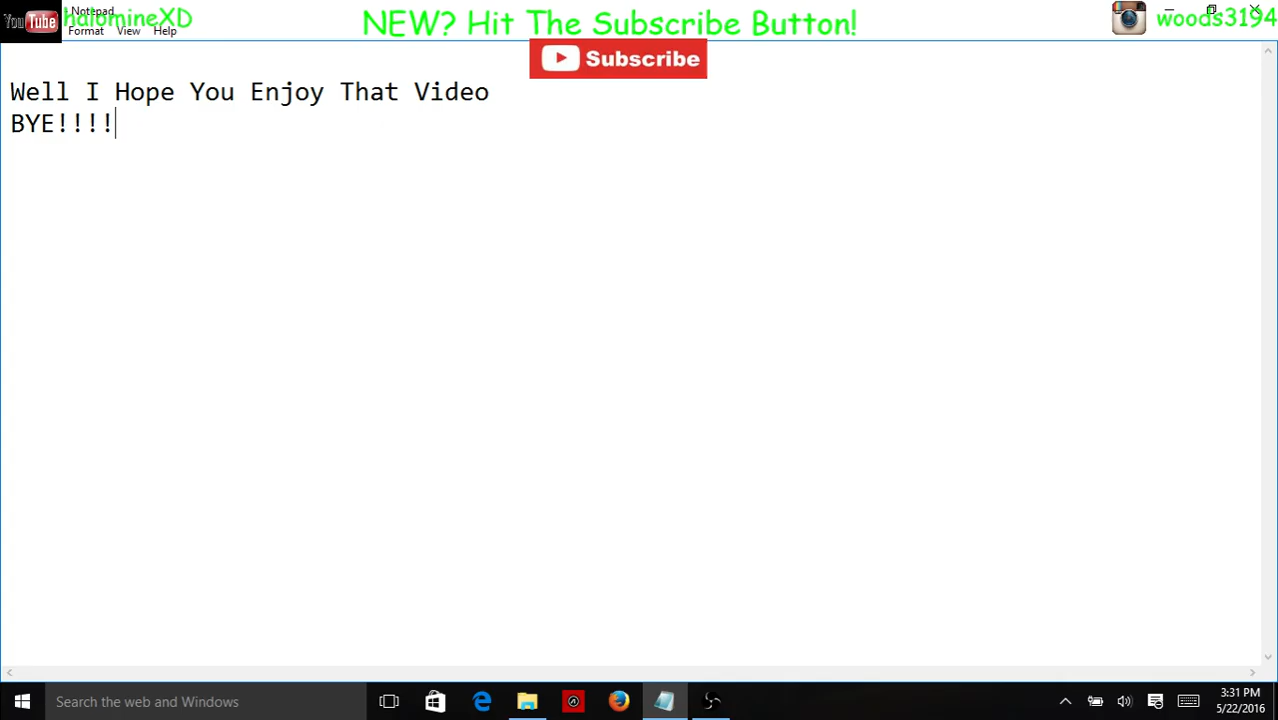 YouTube
halomineXD
Notepad
NEW? Hit The Subscribe Button!
woods3194
Format View Help
Subscribe
Well I Hope You Enjoy That Video
BYE!!!!
Search the web and Windows
3:31 PM
5/22/2016